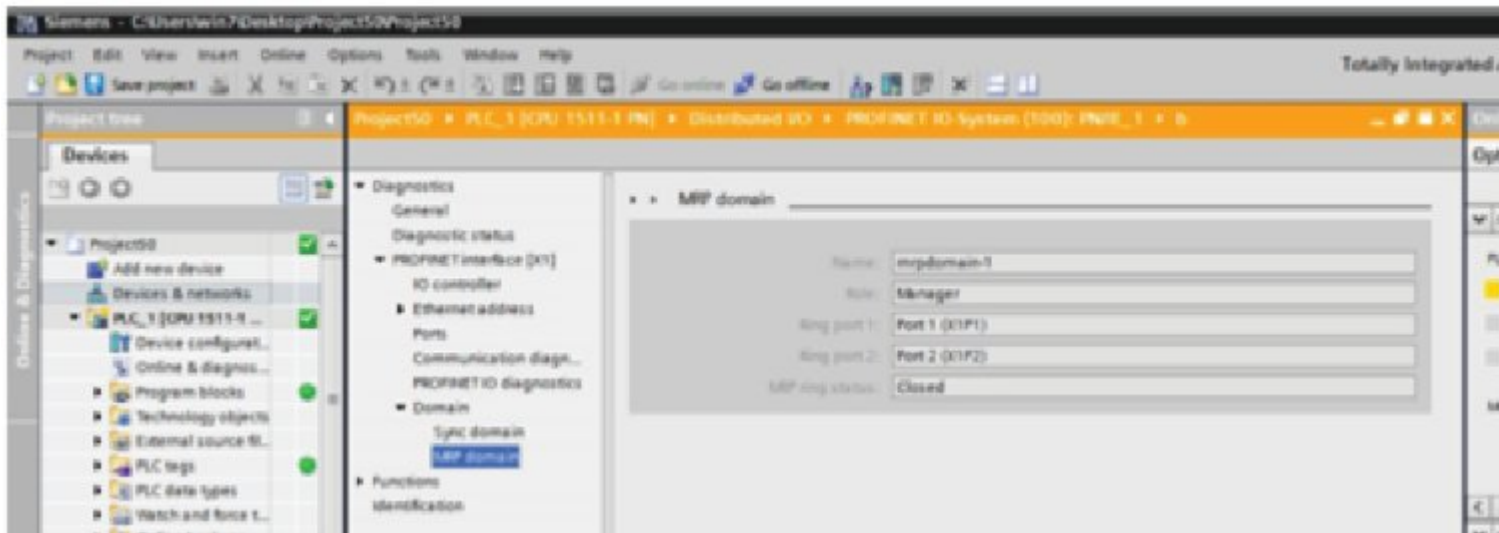 Siemens - C:\Users\win7\Desktop\Project50\Project50
Project Edit View Insert Online Options Tools Window Help
Totally Integrated
Save project Go online Go offline
Project tree
Project50 ▸ PLC_1 [CPU 1511-1 PN] ▸ Distributed I/O ▸ PROFINET IO-System (100): PN/IE_1 ▸ b
Devices
Online & Diagnostics
Project50
Add new device
Devices & networks
PLC_1 [CPU 1511-1 ...
Device configurat...
Online & diagnos...
Program blocks
Technology objects
External source fil...
PLC tags
PLC data types
Watch and force t...
Diagnostics
General
Diagnostic status
PROFINET interface [X1]
IO controller
Ethernet address
Ports
Communication diagn...
PROFINET IO diagnostics
Domain
Sync domain
MRP domain
Functions
Identification
MRP domain
Name: mrpdomain-1
Role: Manager
Ring port 1: Port 1 (X1P1)
Ring port 2: Port 2 (X1P2)
MRP ring status: Closed